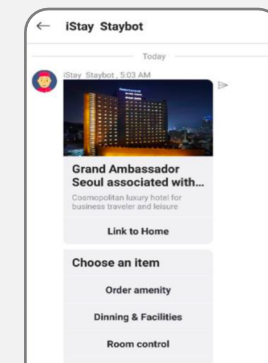 iStay Staybot
Today
iStay Staybot, 5:03 AM
Grand Ambassador
Seoul associated with...
Cosmopolitan luxury hotel for
business traveler and leisure
Link to Home
Choose an item
Order amenity
Dinning & Facilities
Room control